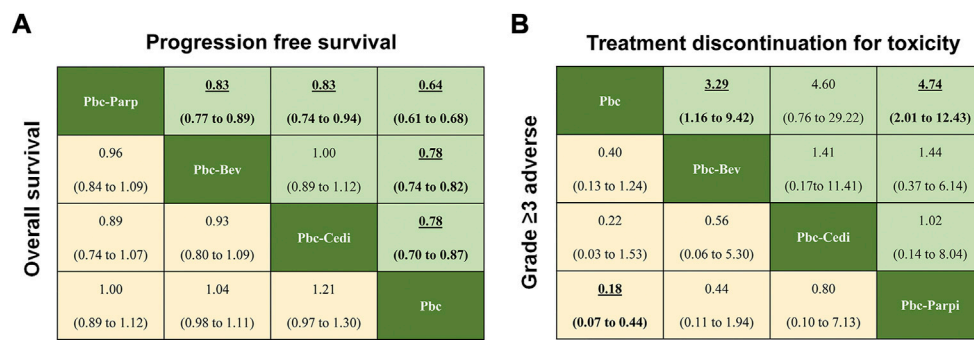 A
Progression free survival
Overall survival
Pbc-Parp
0.83
(0.77 to 0.89)
0.83
(0.74 to 0.94)
0.64
(0.61 to 0.68)
0.96
(0.84 to 1.09)
Pbc-Bev
1.00
(0.89 to 1.12)
0.78
(0.74 to 0.82)
0.89
(0.74 to 1.07)
0.93
(0.80 to 1.09)
Pbc-Cedi
0.78
(0.70 to 0.87)
1.00
(0.89 to 1.12)
1.04
(0.98 to 1.11)
1.21
(0.97 to 1.30)
Pbc
B
Treatment discontinuation for toxicity
Grade ≥3 adverse
Pbc
3.29
(1.16 to 9.42)
4.60
(0.76 to 29.22)
4.74
(2.01 to 12.43)
0.40
(0.13 to 1.24)
Pbc-Bev
1.41
(0.17to 11.41)
1.44
(0.37 to 6.14)
0.22
(0.03 to 1.53)
0.56
(0.06 to 5.30)
Pbc-Cedi
1.02
(0.14 to 8.04)
0.18
(0.07 to 0.44)
0.44
(0.11 to 1.94)
0.80
(0.10 to 7.13)
Pbc-Parpi